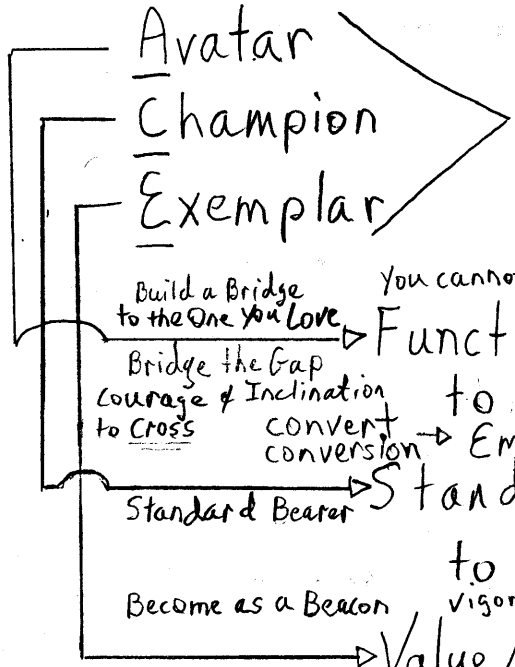 Avatar
Champion
Exemplar
Build a Bridge
to the One You Love
You canno
Funct
Bridge the Gap
Courage & Inclination
to Cross
to
convert
conversion
Em
Standard Bearer
Stand
to
Become as a Beacon
vigor
Value